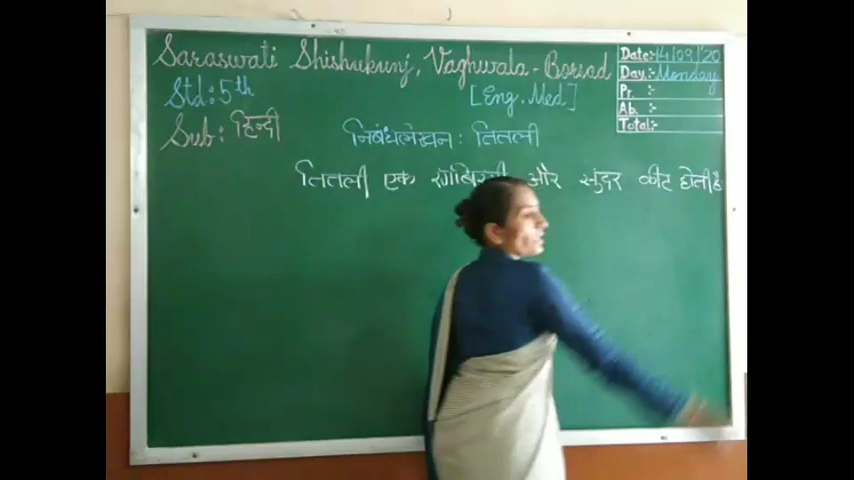 Saraswati Shishukunj, Vaghwala - Borsad
[Eng. Med]
Std: 5th
Sub: हिन्दी
Date:- 14/09/'20
Day:- Monday
Pr. :-
Ab. :-
Total:-
निबंधलेखन : तितली
तितली एक रंगबिरंगी और सुंदर कीट होती है